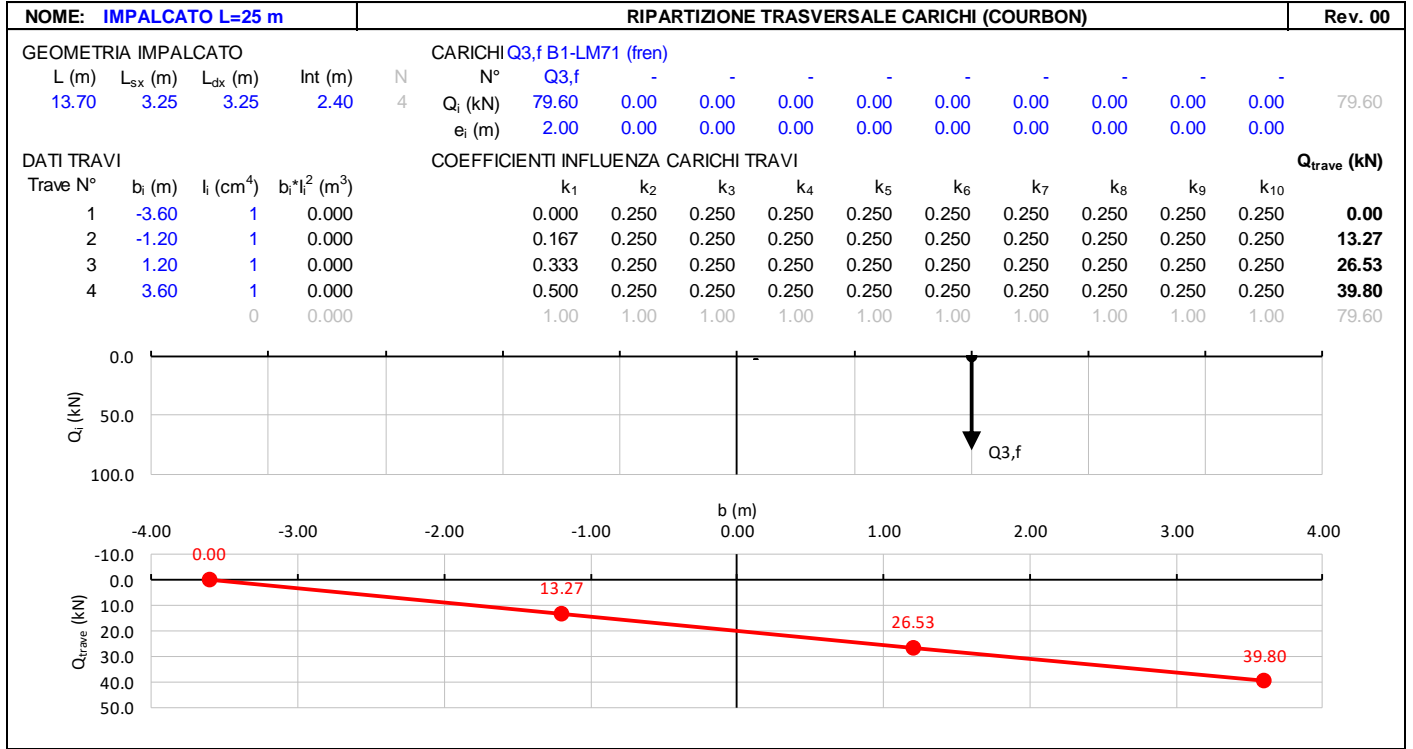 NOME: IMPALCATO L=25 m RIPARTIZIONE TRASVERSALE CARICHI (COURBON) Rev. 00
GEOMETRIA IMPALCATO CARICHI Q3,f B1-LM71 (fren)
L (m) Lsx (m) Ldx (m) Int (m) N N° Q3,f - - - - - - - - -
13.70 3.25 3.25 2.40 4 Qi (kN) 79.60 0.00 0.00 0.00 0.00 0.00 0.00 0.00 0.00 0.00 79.60
ei (m) 2.00 0.00 0.00 0.00 0.00 0.00 0.00 0.00 0.00 0.00
DATI TRAVI COEFFICIENTI INFLUENZA CARICHI TRAVI Qtrave (kN)
Trave N° bi (m) Ii (cm⁴) bi*Ii² (m³) k1 k2 k3 k4 k5 k6 k7 k8 k9 k10
1 -3.60 1 0.000 0.000 0.250 0.250 0.250 0.250 0.250 0.250 0.250 0.250 0.250 0.00
2 -1.20 1 0.000 0.167 0.250 0.250 0.250 0.250 0.250 0.250 0.250 0.250 0.250 13.27
3 1.20 1 0.000 0.333 0.250 0.250 0.250 0.250 0.250 0.250 0.250 0.250 0.250 26.53
4 3.60 1 0.000 0.500 0.250 0.250 0.250 0.250 0.250 0.250 0.250 0.250 0.250 39.80
0 0.000 1.00 1.00 1.00 1.00 1.00 1.00 1.00 1.00 1.00 1.00 79.60
0.0
-
50.0
Qi (kN)
Q3,f
100.0
b (m)
-4.00 -3.00 -2.00 -1.00 0.00 1.00 2.00 3.00 4.00
-10.0
0.00
0.0
13.27
10.0
Qtrave (kN)
26.53
20.0
30.0
39.80
40.0
50.0